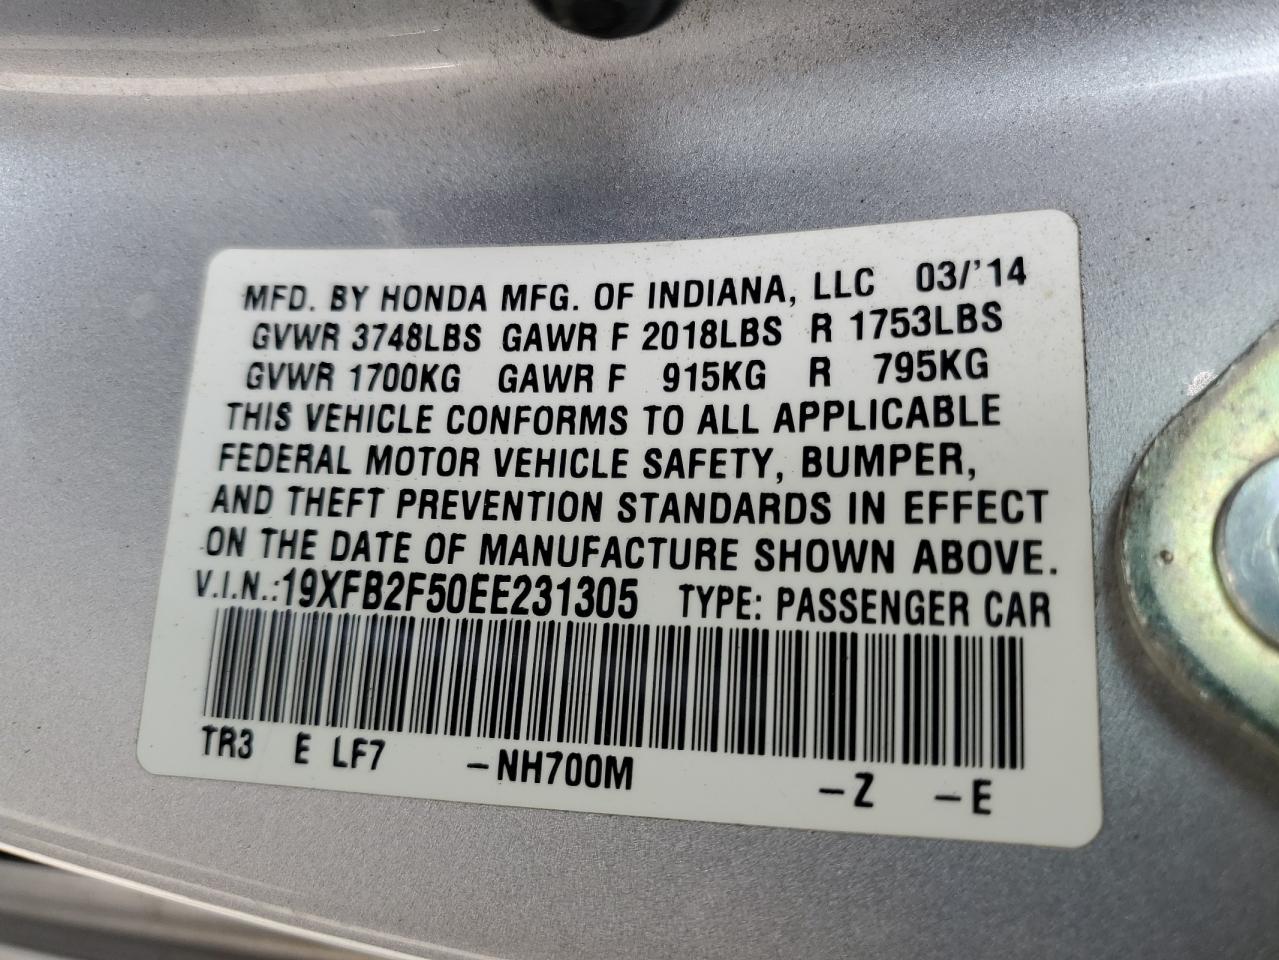 MFD. BY HONDA MFG. OF INDIANA, LLC 03/'14
GVWR 3748LBS GAWR F 2018LBS R 1753LBS
GVWR 1700KG GAWR F 915KG R 795KG
THIS VEHICLE CONFORMS TO ALL APPLICABLE
FEDERAL MOTOR VEHICLE SAFETY, BUMPER,
AND THEFT PREVENTION STANDARDS IN EFFECT
ON THE DATE OF MANUFACTURE SHOWN ABOVE.
V.I.N.:19XFB2F50EE231305 TYPE: PASSENGER CAR
TR3 E LF7 -NH700M -Z -E